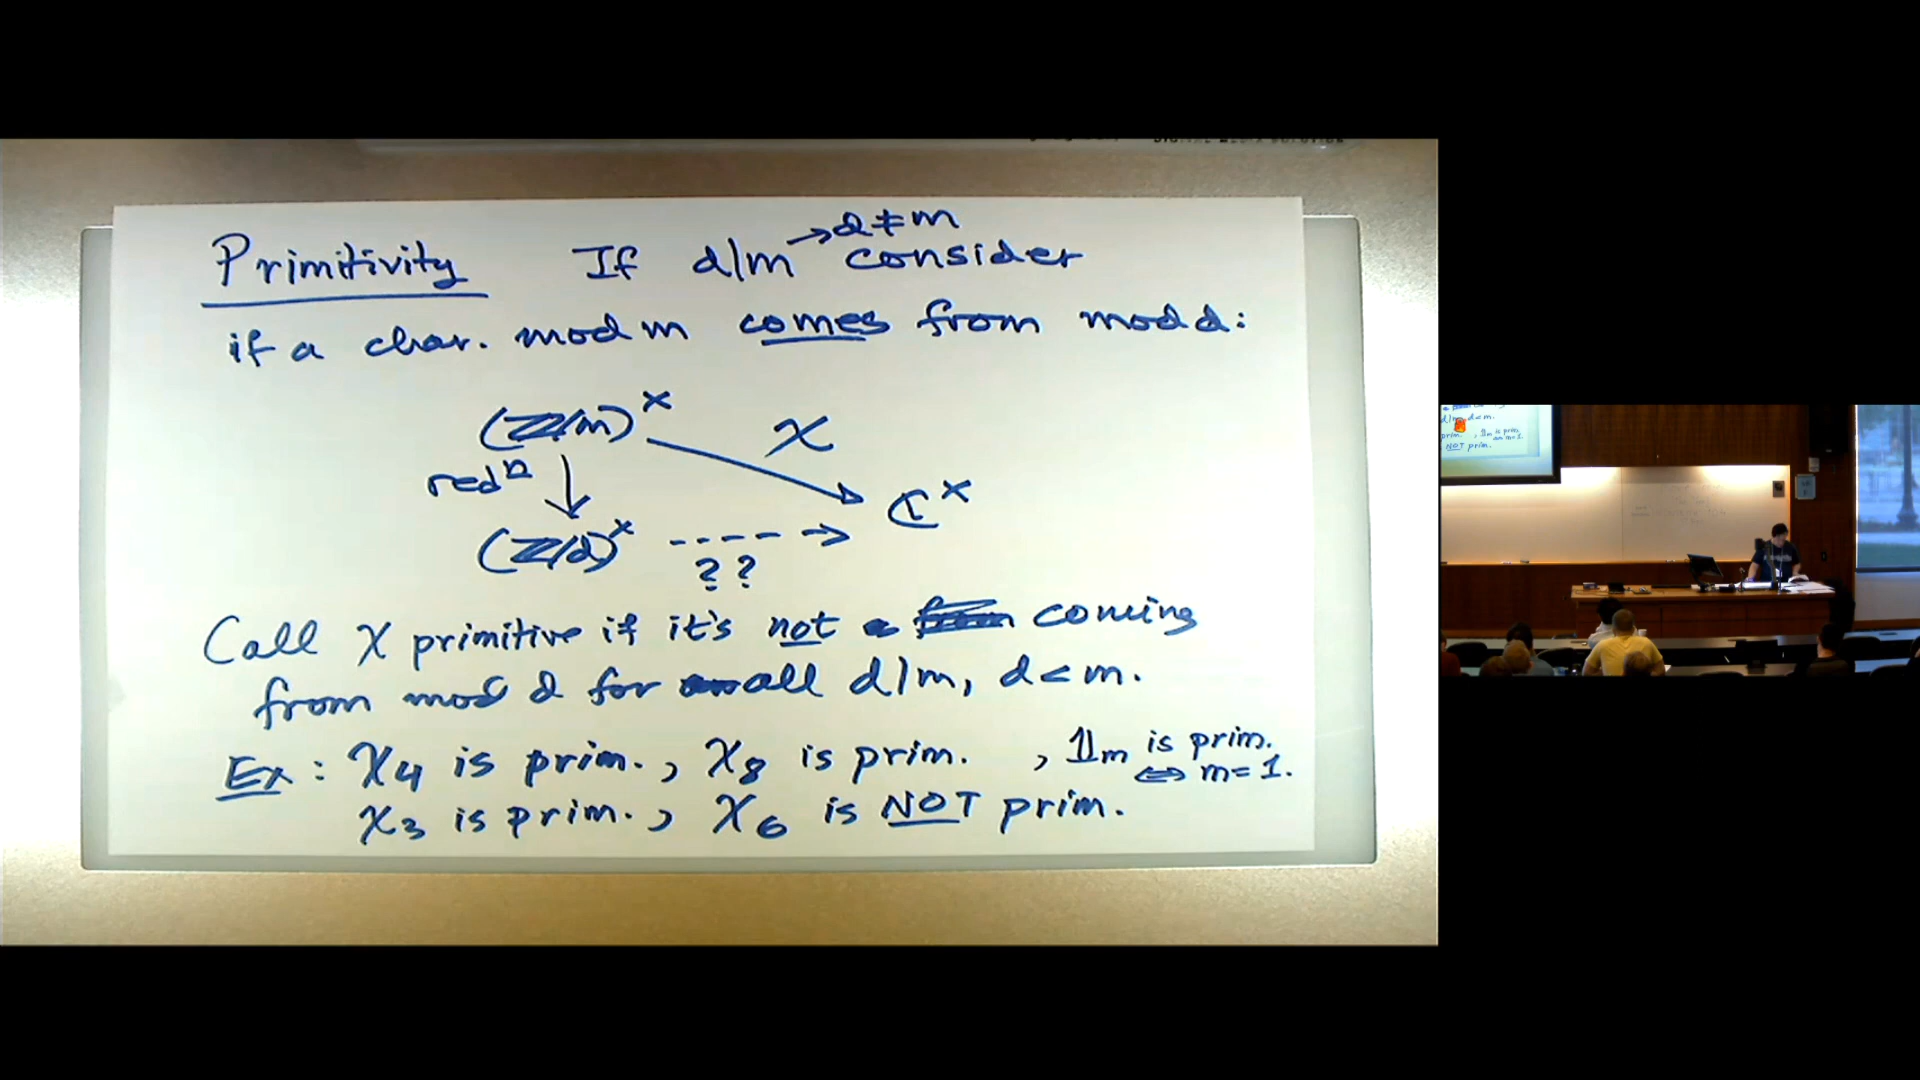 Primitivity If d|m →d≠m consider
if a char. mod m comes from mod d:
(ℤ/m)^× χ
redⁿ ↓ ℂ^×
(ℤ/d)^× ----→
??
Call χ primitive if it's not coming
from mod d for all d|m, d<m.
Ex: χ₄ is prim., χ₈ is prim. , 𝟙ₘ is prim.
⇔ m=1.
χ₃ is prim., χ₆ is NOT prim.